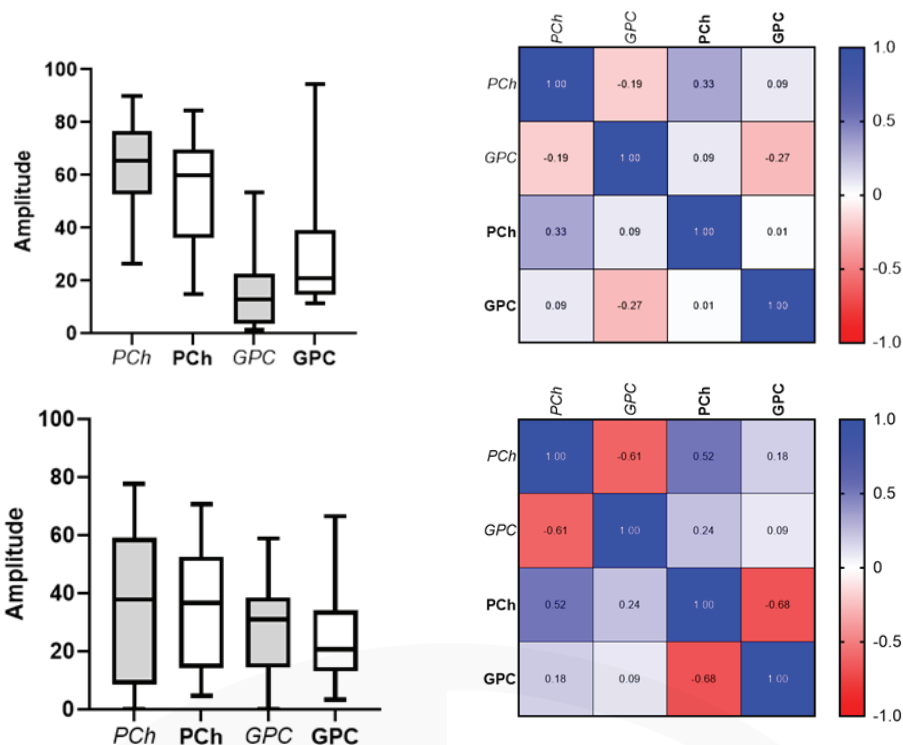 100
80
60
40
20
0
Amplitude
PCh PCh GPC GPC
PCh GPC PCh GPC
PCh 1.00 -0.19 0.33 0.09
GPC -0.19 1.00 0.09 -0.27
PCh 0.33 0.09 1.00 0.01
GPC 0.09 -0.27 0.01 1.00
1.0
0.5
0
-0.5
-1.0
100
80
60
40
20
0
Amplitude
PCh PCh GPC GPC
PCh GPC PCh GPC
PCh 1.00 -0.61 0.52 0.18
GPC -0.61 1.00 0.24 0.09
PCh 0.52 0.24 1.00 -0.68
GPC 0.18 0.09 -0.68 1.00
1.0
0.5
0
-0.5
-1.0